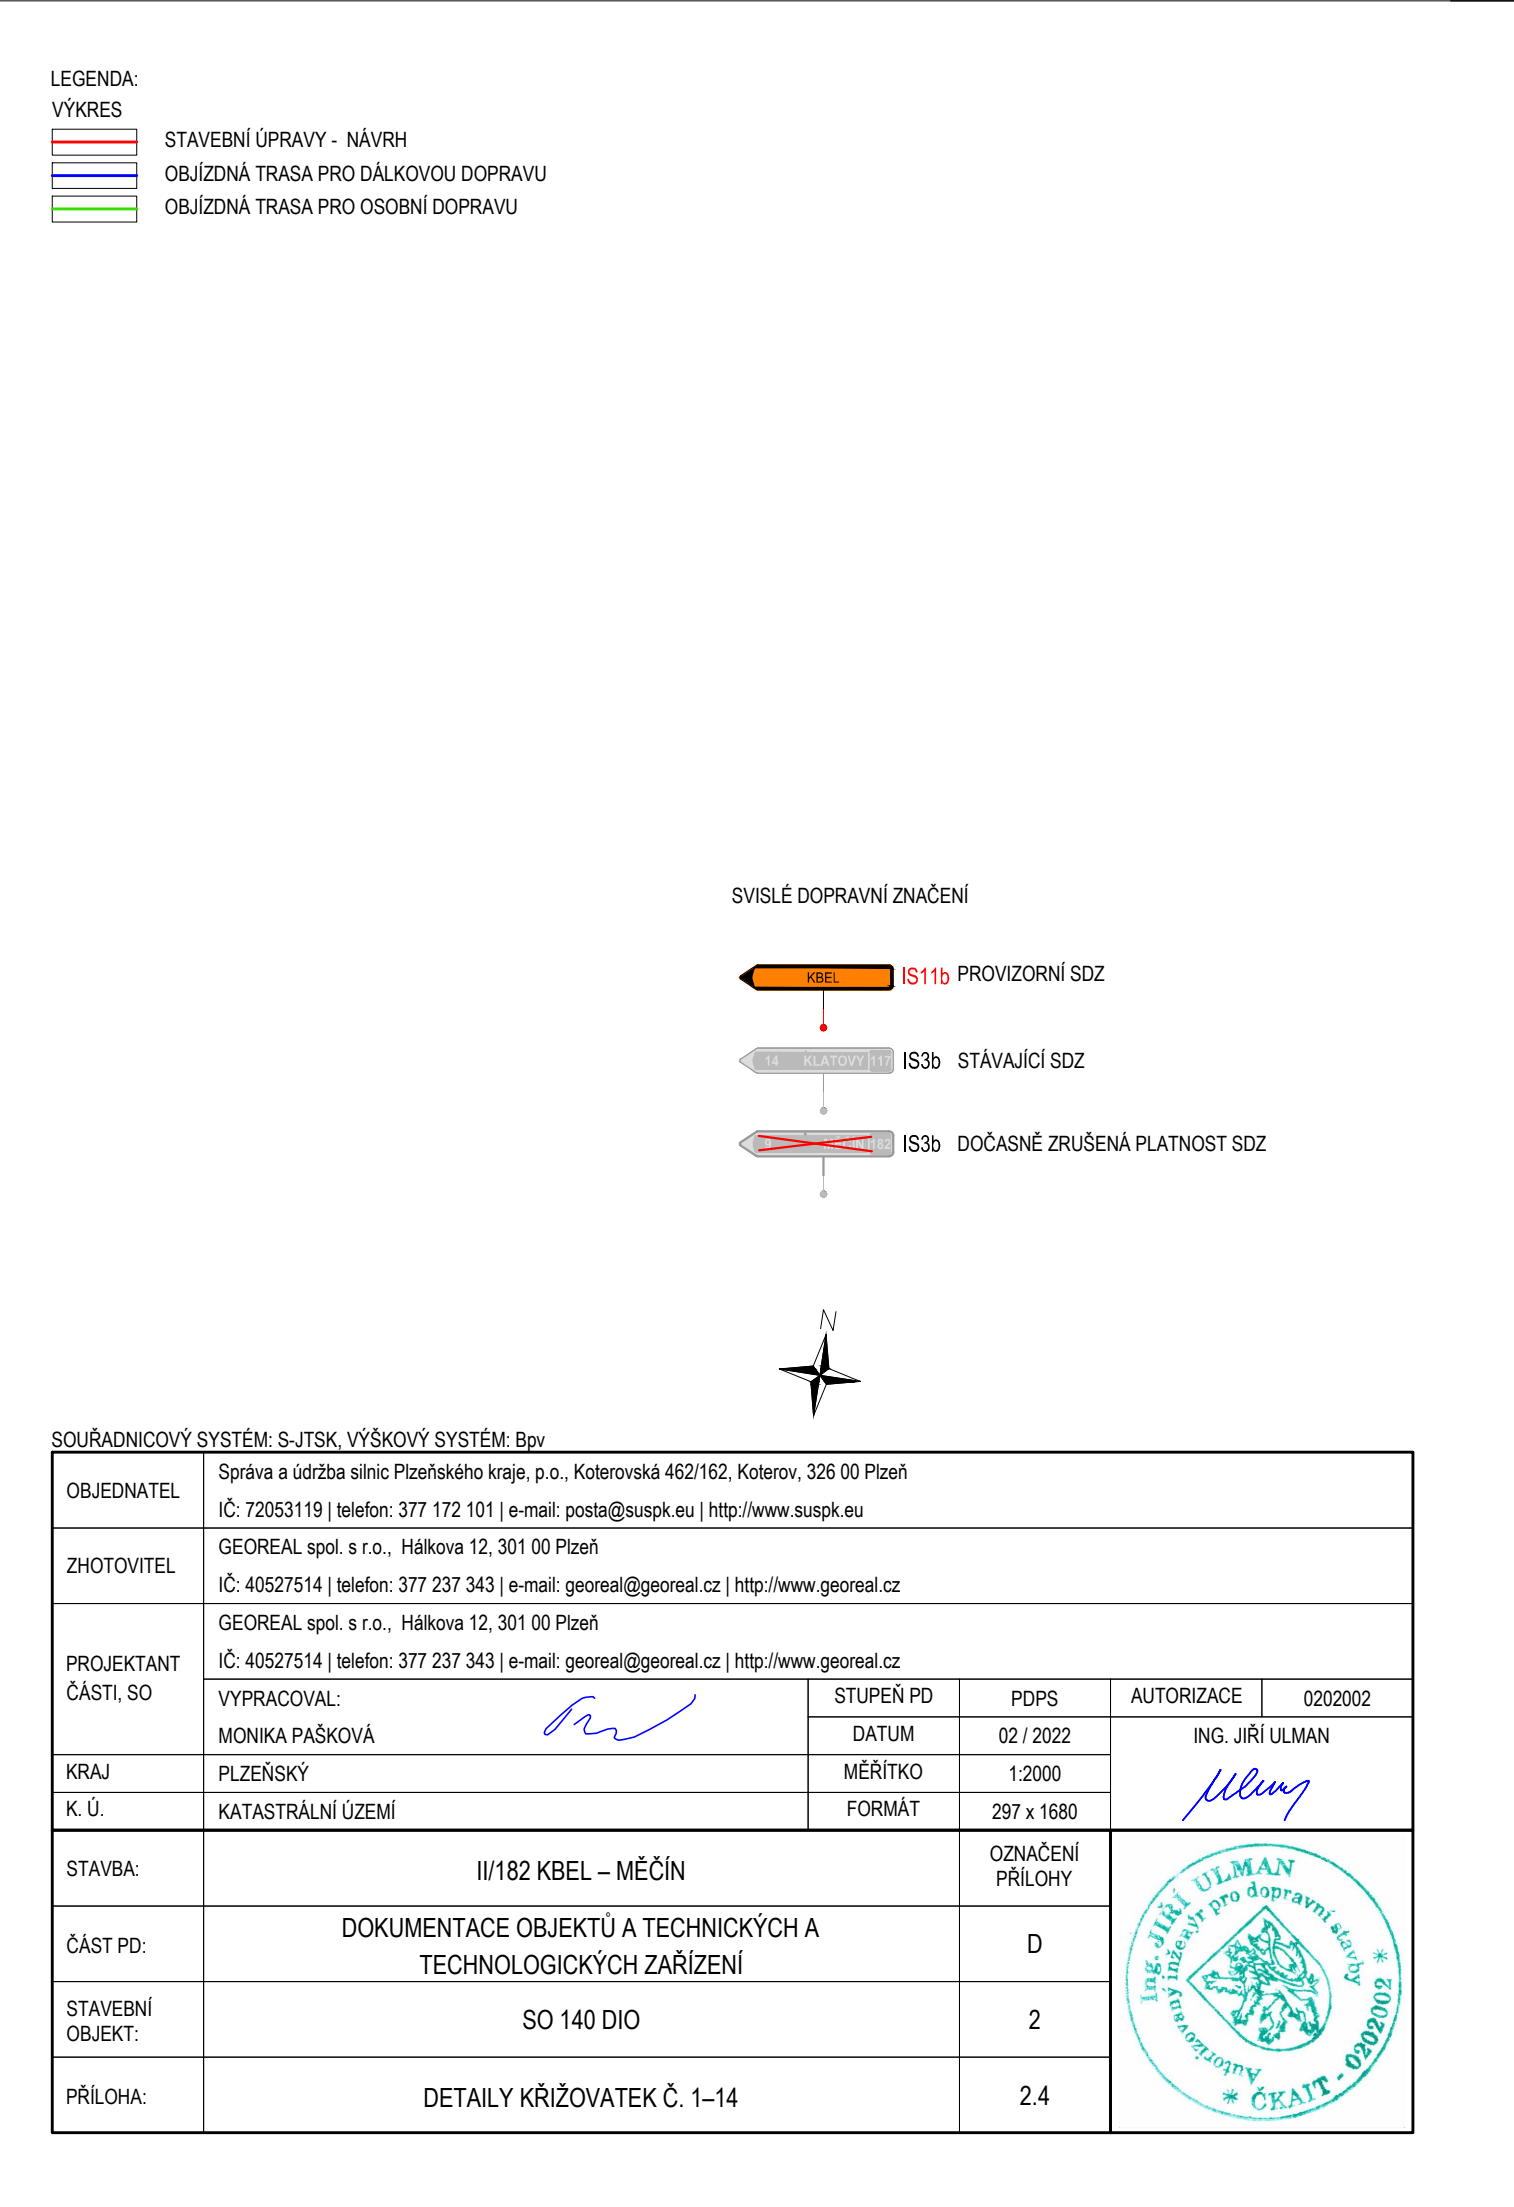 LEGENDA:
VÝKRES
STAVEBNÍ ÚPRAVY - NÁVRH
OBJÍZDNÁ TRASA PRO DÁLKOVOU DOPRAVU
OBJÍZDNÁ TRASA PRO OSOBNÍ DOPRAVU
SVISLÉ DOPRAVNÍ ZNAČENÍ
KBEL IS11b PROVIZORNÍ SDZ
14 KLATOVY 117 IS3b STÁVAJÍCÍ SDZ
9 MĚČÍN 182 IS3b DOČASNĚ ZRUŠENÁ PLATNOST SDZ
N
SOUŘADNICOVÝ SYSTÉM: S-JTSK, VÝŠKOVÝ SYSTÉM: Bpv
OBJEDNATEL
Správa a údržba silnic Plzeňského kraje, p.o., Koterovská 462/162, Koterov, 326 00 Plzeň
IČ: 72053119 | telefon: 377 172 101 | e-mail: posta@suspk.eu | http://www.suspk.eu
ZHOTOVITEL
GEOREAL spol. s r.o., Hálkova 12, 301 00 Plzeň
IČ: 40527514 | telefon: 377 237 343 | e-mail: georeal@georeal.cz | http://www.georeal.cz
PROJEKTANT
ČÁSTI, SO
GEOREAL spol. s r.o., Hálkova 12, 301 00 Plzeň
IČ: 40527514 | telefon: 377 237 343 | e-mail: georeal@georeal.cz | http://www.georeal.cz
VYPRACOVAL:
MONIKA PAŠKOVÁ
STUPEŇ PD PDPS AUTORIZACE 0202002
DATUM 02 / 2022 ING. JIŘÍ ULMAN
KRAJ PLZEŇSKÝ MĚŘÍTKO 1:2000
K. Ú. KATASTRÁLNÍ ÚZEMÍ FORMÁT 297 x 1680
STAVBA: II/182 KBEL – MĚČÍN
OZNAČENÍ
PŘÍLOHY
ČÁST PD:
DOKUMENTACE OBJEKTŮ A TECHNICKÝCH A
TECHNOLOGICKÝCH ZAŘÍZENÍ
D
STAVEBNÍ
OBJEKT:
SO 140 DIO 2
PŘÍLOHA: DETAILY KŘIŽOVATEK Č. 1–14 2.4
Ing. JIŘÍ ULMAN
Autorizovaný inženýr pro dopravní stavby
* ČKAIT - 0202002 *